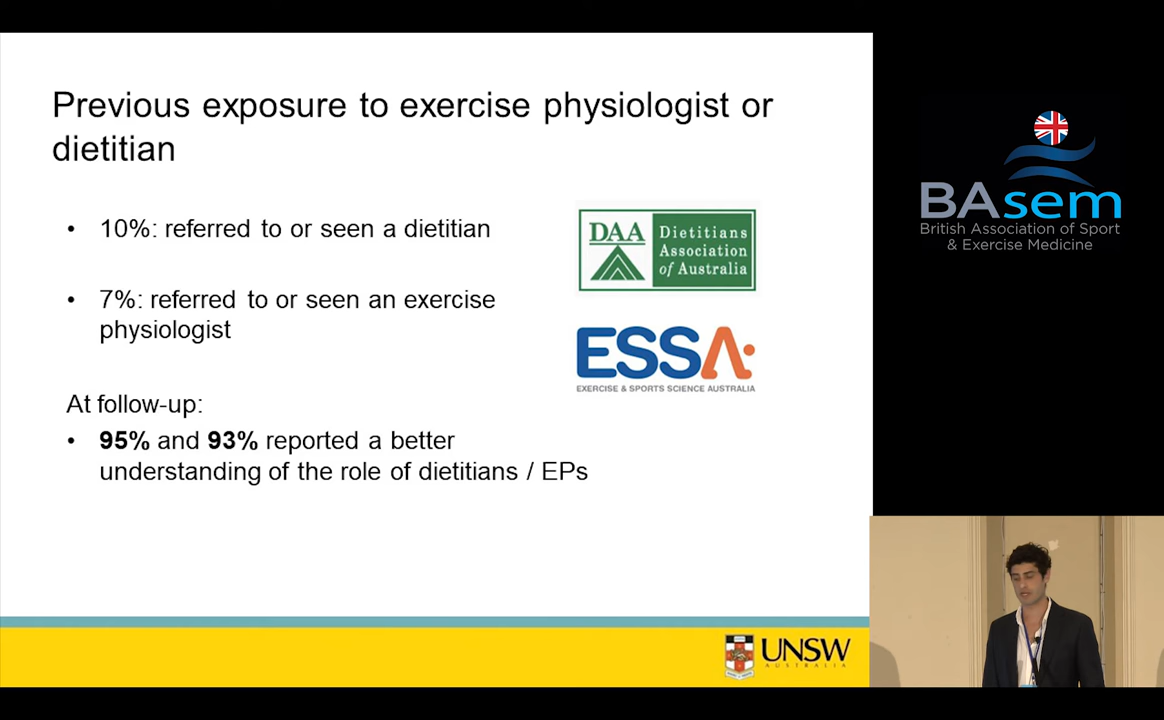 Previous exposure to exercise physiologist or
dietitian
• 10%: referred to or seen a dietitian
• 7%: referred to or seen an exercise
physiologist
At follow-up:
• 95% and 93% reported a better
understanding of the role of dietitians / EPs
DAA
Dietitians
Association
of Australia
ESSA
EXERCISE & SPORTS SCIENCE AUSTRALIA
UNSW
AUSTRALIA
BAsem
British Association of Sport
& Exercise Medicine